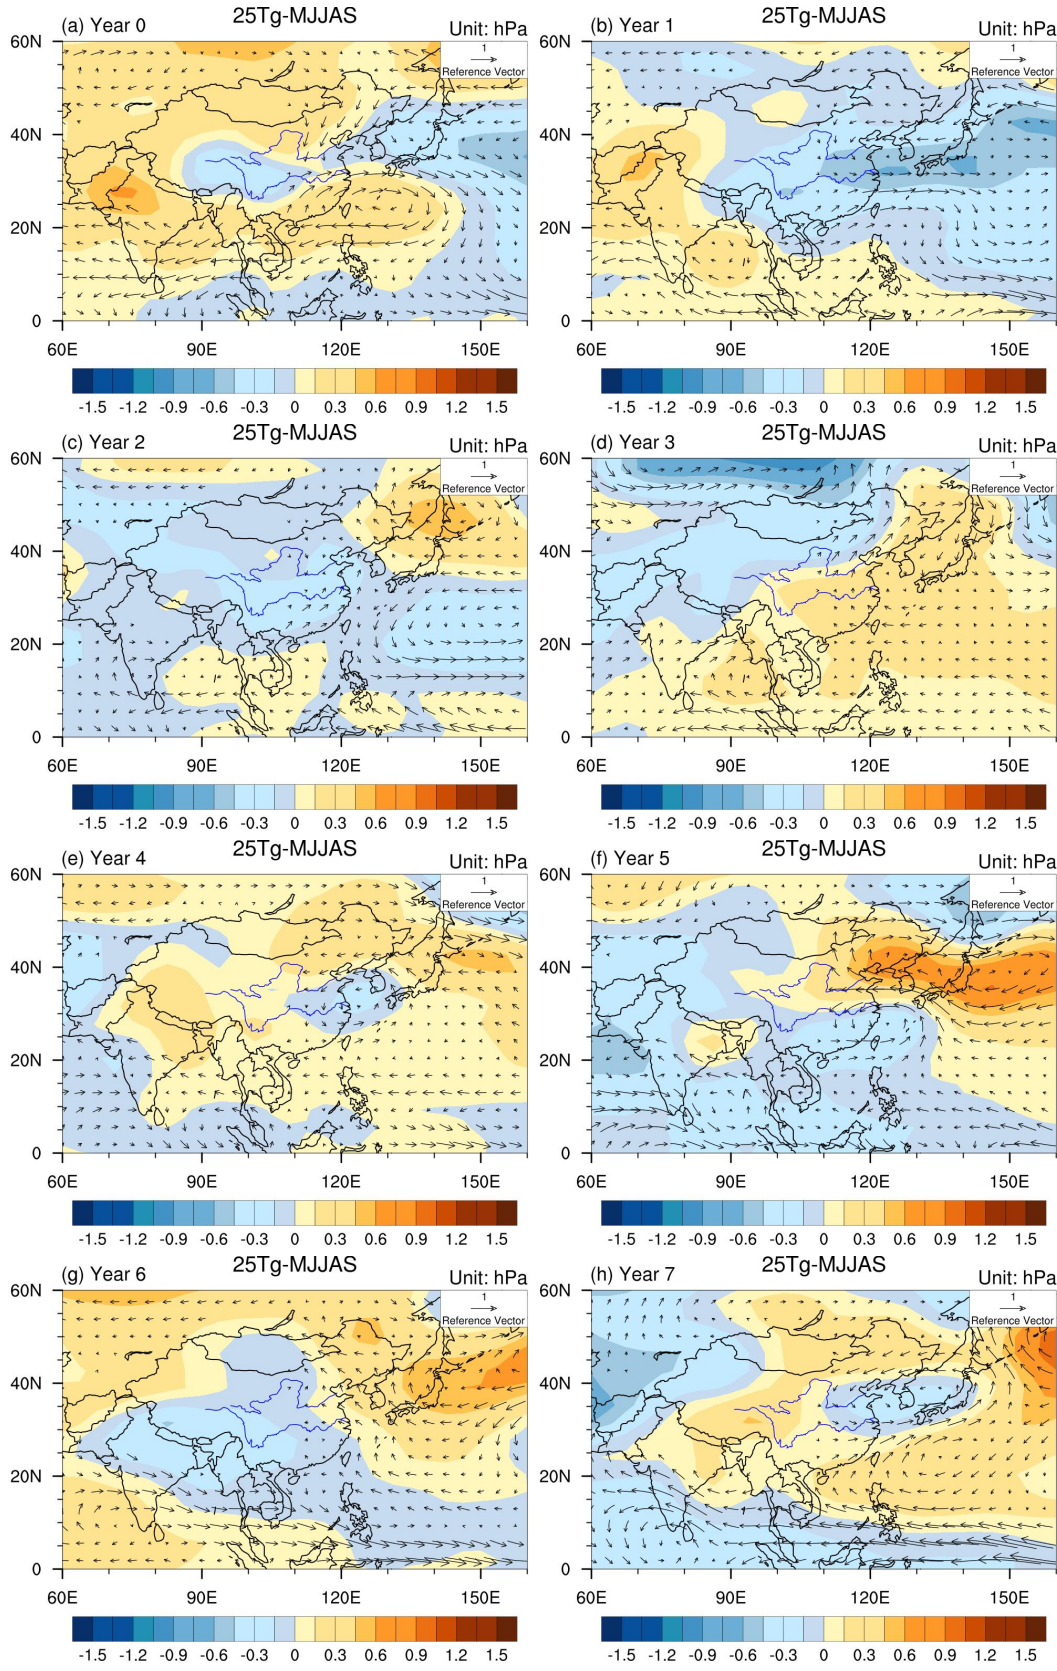 (a) Year 0 25Tg-MJJAS Unit: hPa
60N
1
Reference Vector
40N
20N
0
60E 90E 120E 150E
-1.5 -1.2 -0.9 -0.6 -0.3 0 0.3 0.6 0.9 1.2 1.5
(b) Year 1 25Tg-MJJAS Unit: hPa
60N
1
Reference Vector
40N
20N
0
60E 90E 120E 150E
-1.5 -1.2 -0.9 -0.6 -0.3 0 0.3 0.6 0.9 1.2 1.5
(c) Year 2 25Tg-MJJAS Unit: hPa
60N
1
Reference Vector
40N
20N
0
60E 90E 120E 150E
-1.5 -1.2 -0.9 -0.6 -0.3 0 0.3 0.6 0.9 1.2 1.5
(d) Year 3 25Tg-MJJAS Unit: hPa
60N
1
Reference Vector
40N
20N
0
60E 90E 120E 150E
-1.5 -1.2 -0.9 -0.6 -0.3 0 0.3 0.6 0.9 1.2 1.5
(e) Year 4 25Tg-MJJAS Unit: hPa
60N
1
Reference Vector
40N
20N
0
60E 90E 120E 150E
-1.5 -1.2 -0.9 -0.6 -0.3 0 0.3 0.6 0.9 1.2 1.5
(f) Year 5 25Tg-MJJAS Unit: hPa
60N
1
Reference Vector
40N
20N
0
60E 90E 120E 150E
-1.5 -1.2 -0.9 -0.6 -0.3 0 0.3 0.6 0.9 1.2 1.5
(g) Year 6 25Tg-MJJAS Unit: hPa
60N
1
Reference Vector
40N
20N
0
60E 90E 120E 150E
-1.5 -1.2 -0.9 -0.6 -0.3 0 0.3 0.6 0.9 1.2 1.5
(h) Year 7 25Tg-MJJAS Unit: hPa
60N
1
Reference Vector
40N
20N
0
60E 90E 120E 150E
-1.5 -1.2 -0.9 -0.6 -0.3 0 0.3 0.6 0.9 1.2 1.5